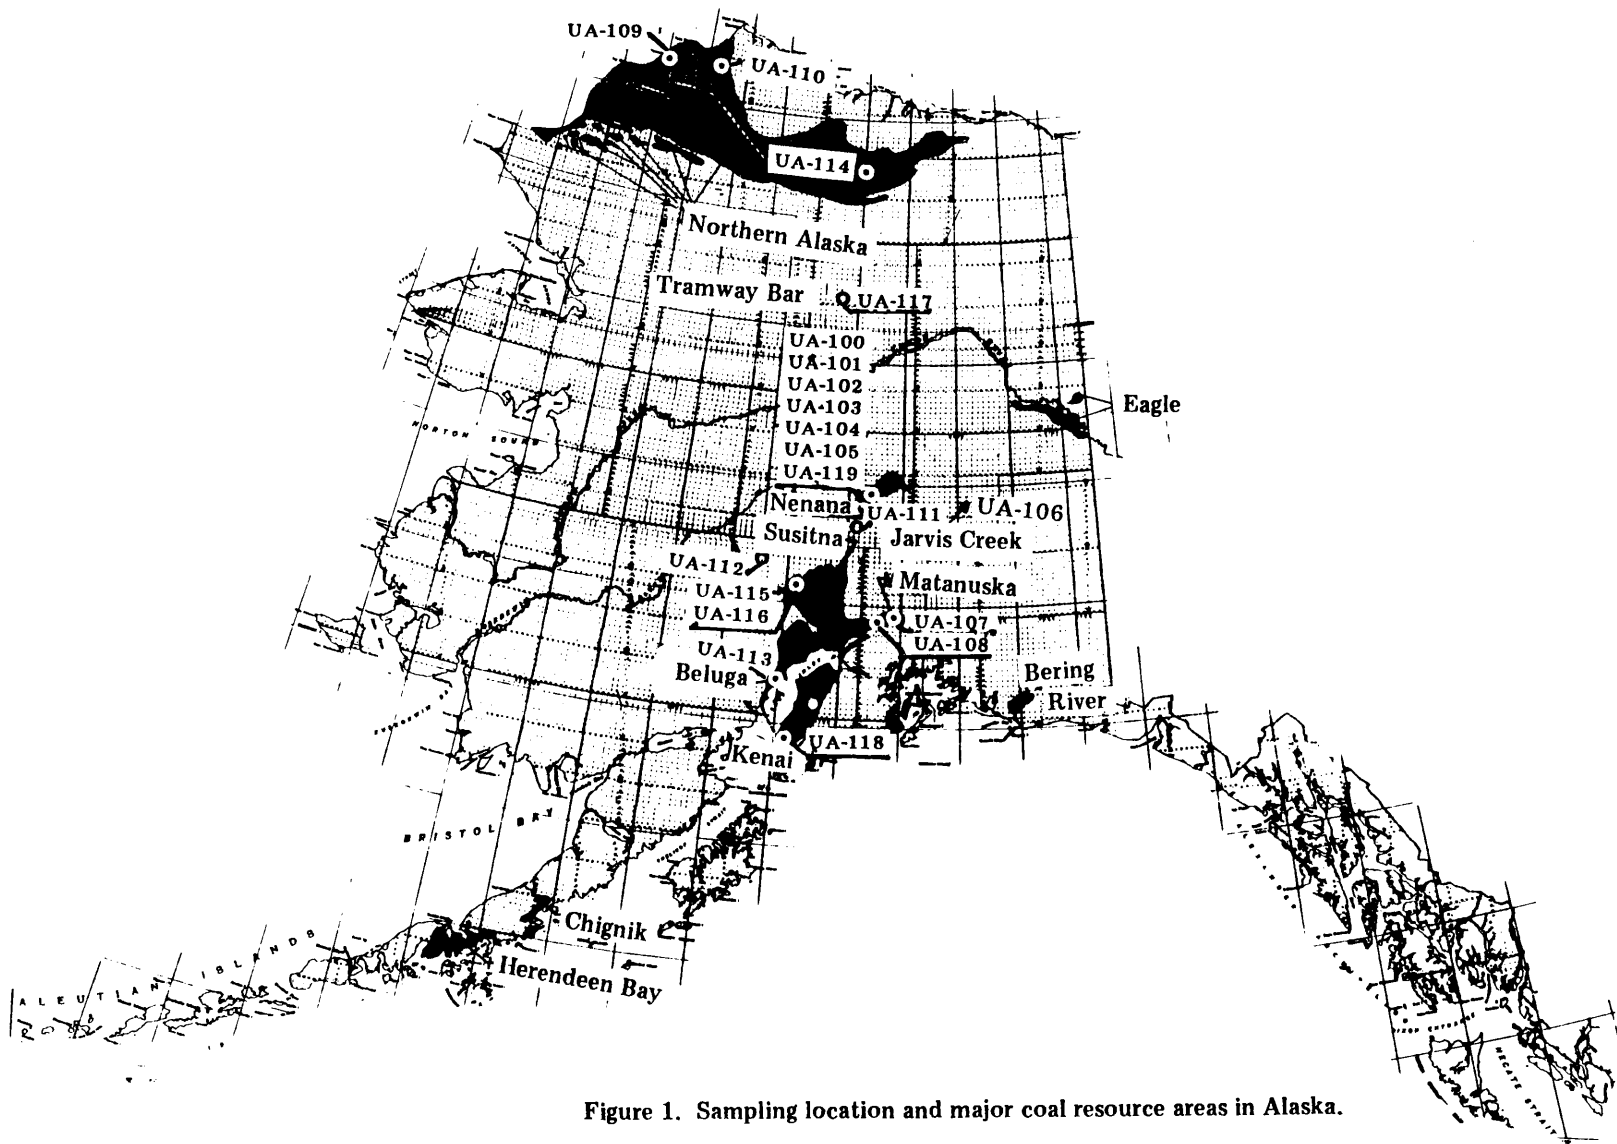 UA-109
UA-110
UA-114
Northern Alaska
Tramway Bar
UA-117
UA-100
UA-101
UA-102
UA-103
UA-104
UA-105
UA-119
Eagle
NORTON SOUND
Nenana
UA-111
UA-106
Susitna
Jarvis Creek
UA-112
UA-115
UA-116
Matanuska
UA-107
UA-108
UA-113
Beluga
Bering
River
UA-118
Kenai
BRISTOL BAY
Chignik
Herendeen Bay
ALEUTIAN ISLANDS
HECATE STRAIT
Figure 1. Sampling location and major coal resource areas in Alaska.